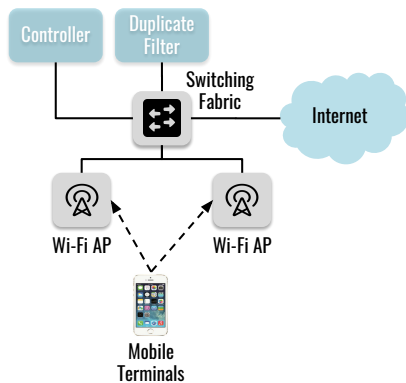 Controller
Duplicate
Filter
Switching
Fabric
Internet
Wi-Fi AP
Wi-Fi AP
Mobile
Terminals